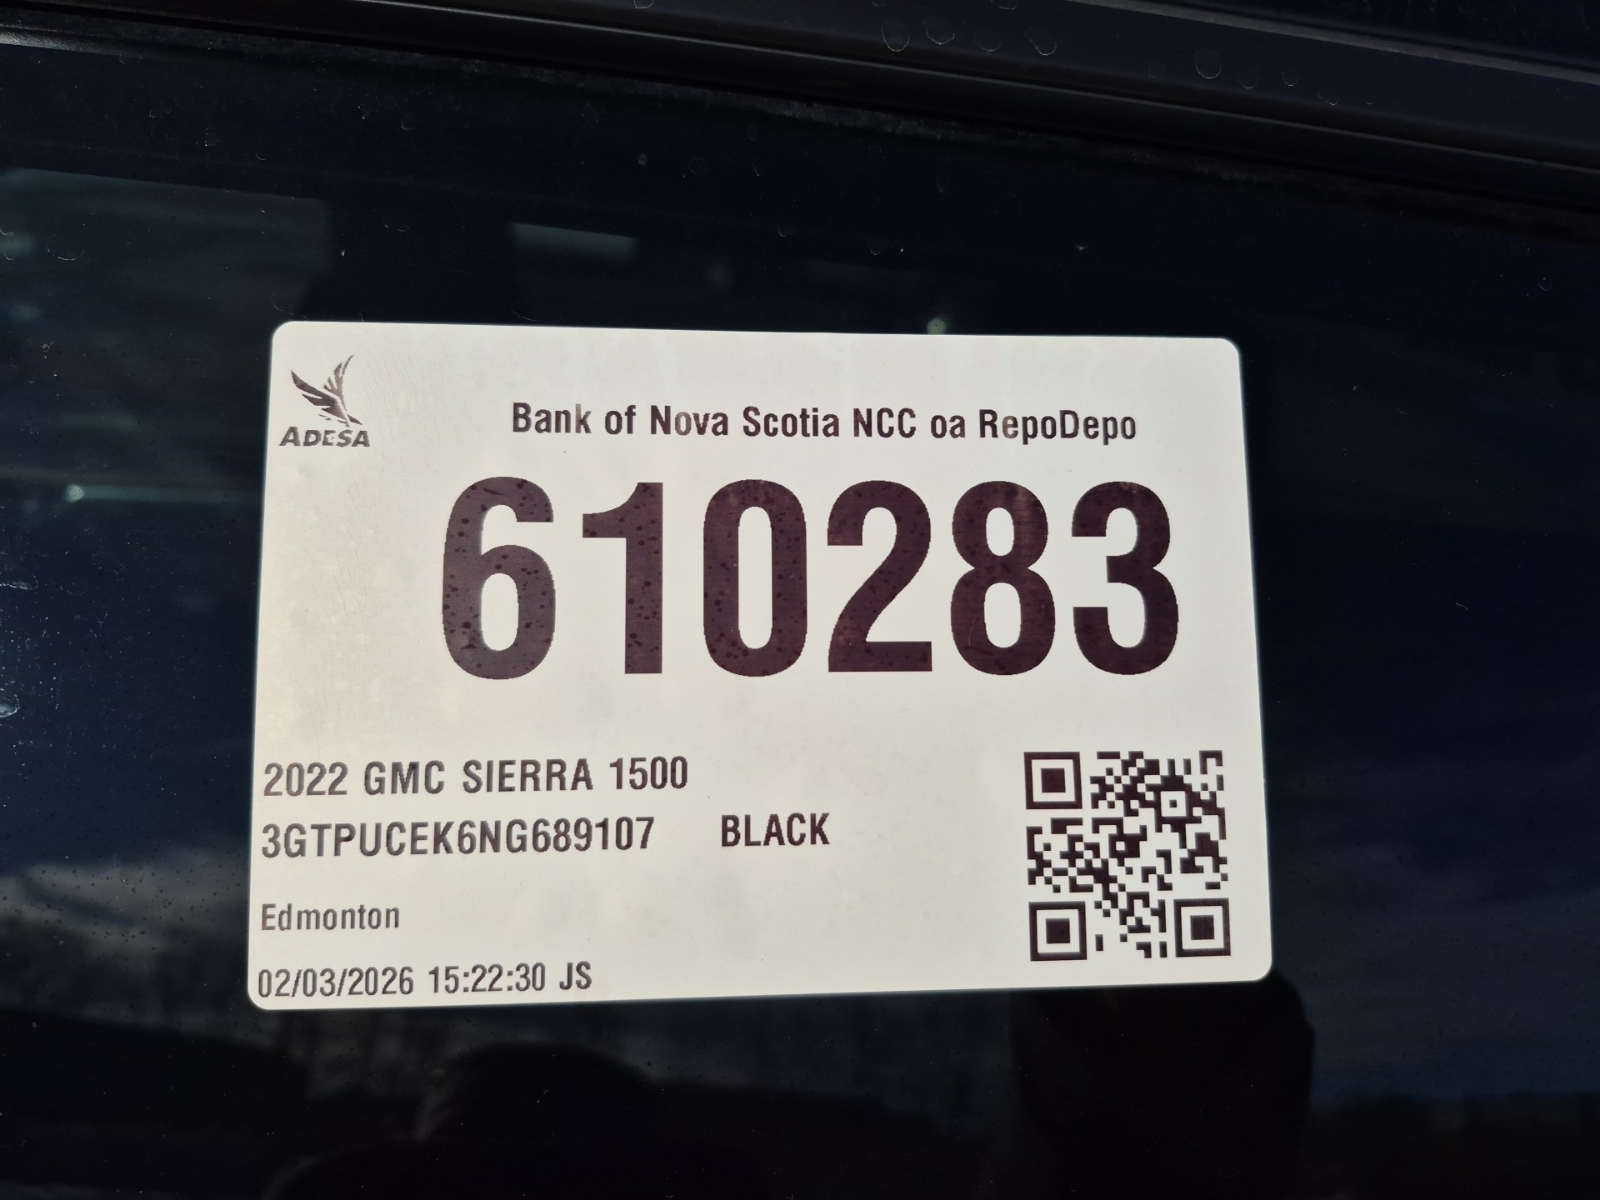 ADESA
Bank of Nova Scotia NCC oa RepoDepo
610283
2022 GMC SIERRA 1500
3GTPUCEK6NG689107 BLACK
Edmonton
02/03/2026 15:22:30 JS